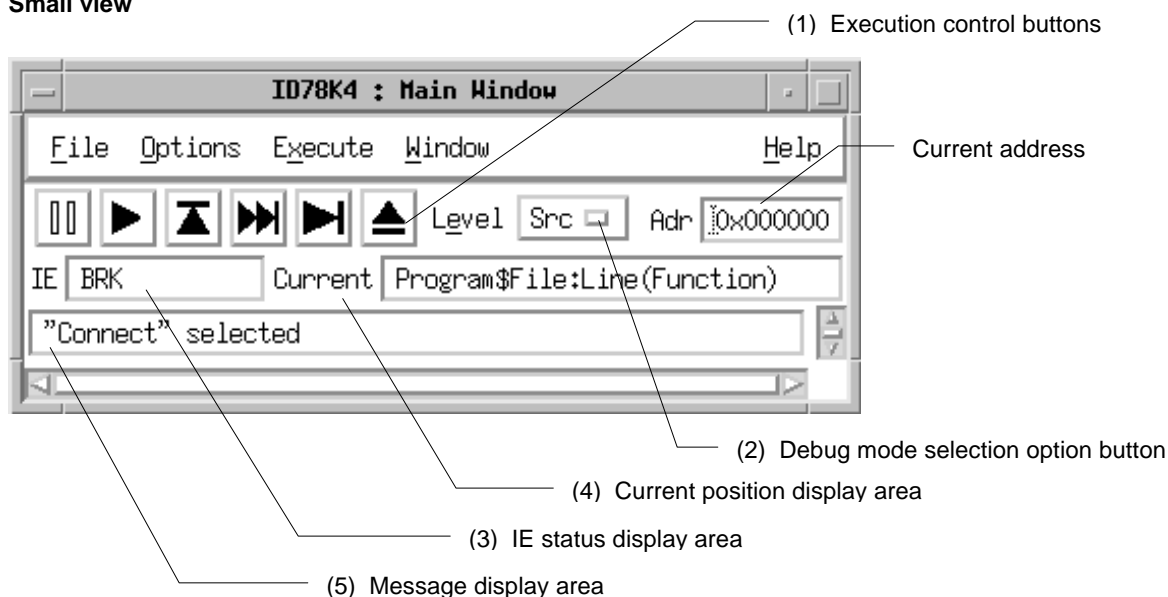 Small view
(1) Execution control buttons
ID78K4 : Main Window
File Options Execute Window Help
Current address
Level Src Adr 0x000000
IE BRK Current Program$File:Line(Function)
"Connect" selected
(2) Debug mode selection option button
(4) Current position display area
(3) IE status display area
(5) Message display area